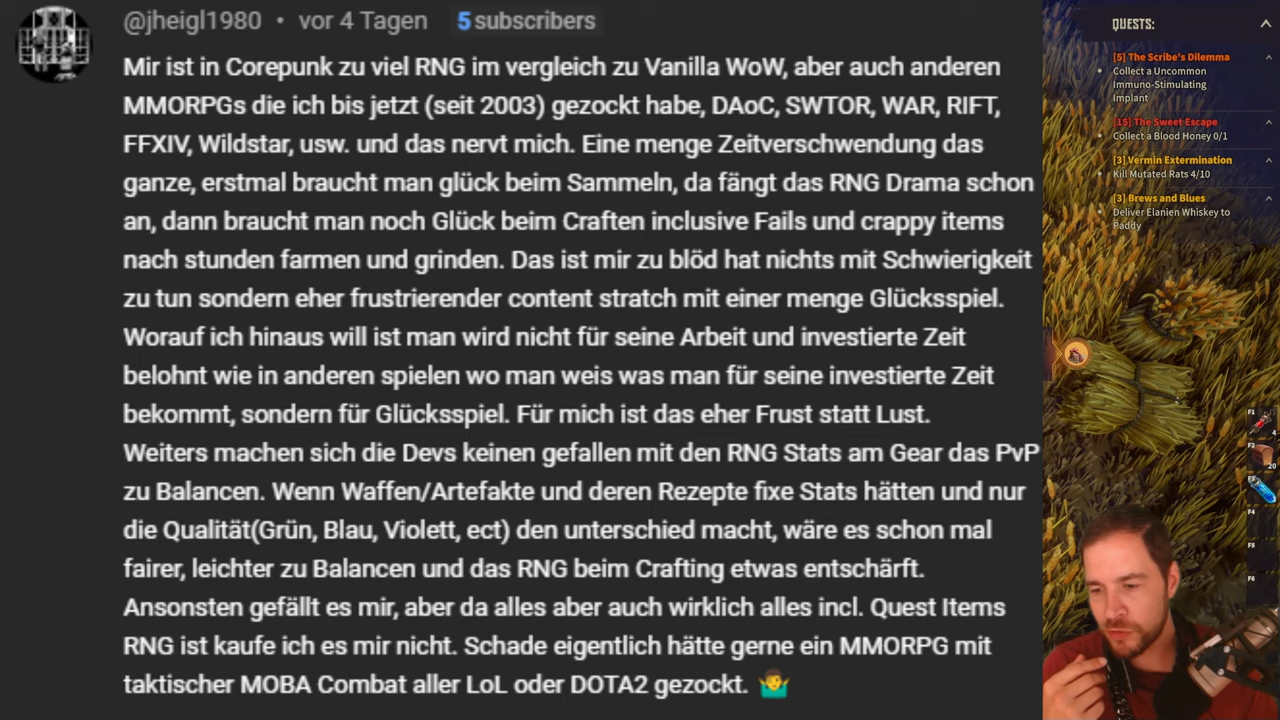 @jheigl1980 • vor 4 Tagen 5 subscribers
Mir ist in Corepunk zu viel RNG im vergleich zu Vanilla WoW, aber auch anderen
MMORPGs die ich bis jetzt (seit 2003) gezockt habe, DAoC, SWTOR, WAR, RIFT,
FFXIV, Wildstar, usw. und das nervt mich. Eine menge Zeitverschwendung das
ganze, erstmal braucht man glück beim Sammeln, da fängt das RNG Drama schon
an, dann braucht man noch Glück beim Craften inclusive Fails und crappy items
nach stunden farmen und grinden. Das ist mir zu blöd hat nichts mit Schwierigkeit
zu tun sondern eher frustrierender content stratch mit einer menge Glücksspiel.
Worauf ich hinaus will ist man wird nicht für seine Arbeit und investierte Zeit
belohnt wie in anderen spielen wo man weis was man für seine investierte Zeit
bekommt, sondern für Glücksspiel. Für mich ist das eher Frust statt Lust.
Weiters machen sich die Devs keinen gefallen mit den RNG Stats am Gear das PvP
zu Balancen. Wenn Waffen/Artefakte und deren Rezepte fixe Stats hätten und nur
die Qualität(Grün, Blau, Violett, ect) den unterschied macht, wäre es schon mal
fairer, leichter zu Balancen und das RNG beim Crafting etwas entschärft.
Ansonsten gefällt es mir, aber da alles aber auch wirklich alles incl. Quest Items
RNG ist kaufe ich es mir nicht. Schade eigentlich hätte gerne ein MMORPG mit
taktischer MOBA Combat aller LoL oder DOTA2 gezockt. 🤷‍♂️
QUESTS:
[5] The Scribe's Dilemma
Collect a Uncommon
Immuno-Stimulating
Implant
[15] The Sweet Escape
Collect a Blood Honey 0/1
[3] Vermin Extermination
Kill Mutated Rats 4/10
[3] Brews and Blues
Deliver Elanien Whiskey to
Paddy
F1
4
F2
20
F4
F5
F6